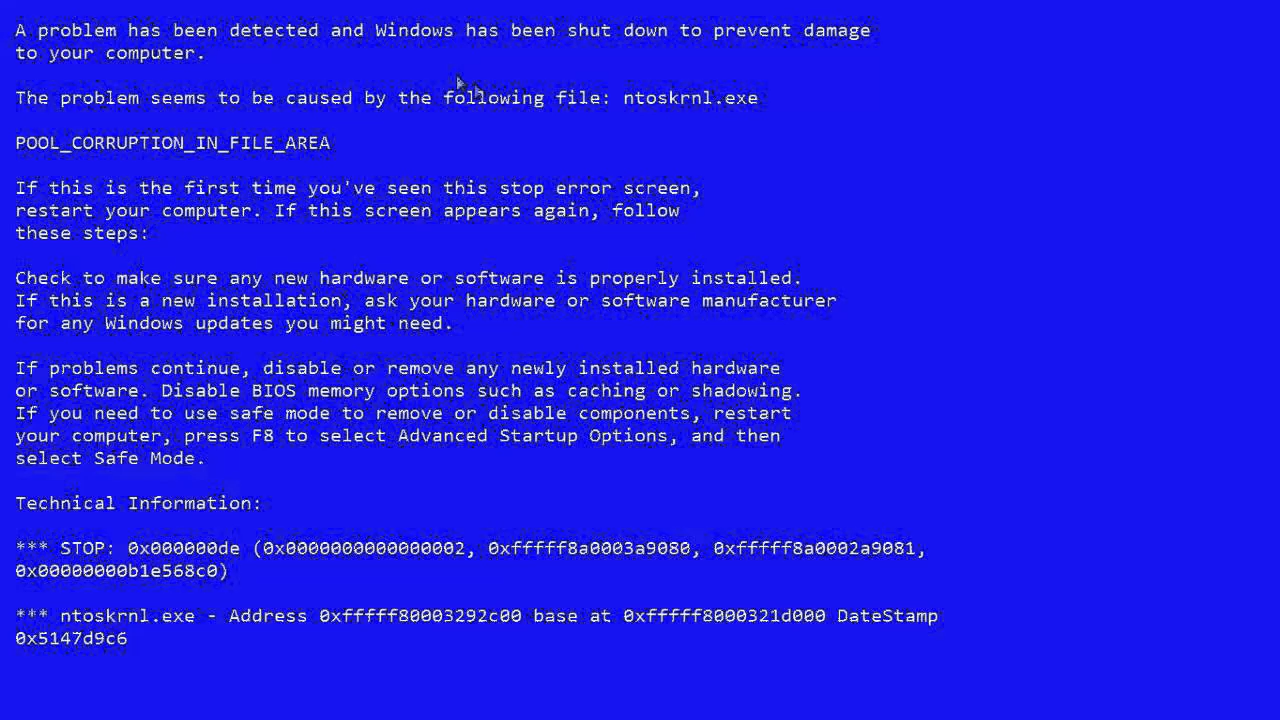 A problem has been detected and Windows has been shut down to prevent damage
to your computer.
The problem seems to be caused by the following file: ntoskrnl.exe
POOL_CORRUPTION_IN_FILE_AREA
If this is the first time you've seen this stop error screen,
restart your computer. If this screen appears again, follow
these steps:
Check to make sure any new hardware or software is properly installed.
If this is a new installation, ask your hardware or software manufacturer
for any Windows updates you might need.
If problems continue, disable or remove any newly installed hardware
or software. Disable BIOS memory options such as caching or shadowing.
If you need to use safe mode to remove or disable components, restart
your computer, press F8 to select Advanced Startup Options, and then
select Safe Mode.
Technical Information:
*** STOP: 0x000000de (0x0000000000000002, 0xfffff8a0003a9080, 0xfffff8a0002a9081,
0x00000000b1e568c0)
*** ntoskrnl.exe - Address 0xfffff80003292c00 base at 0xfffff8000321d000 DateStamp
0x5147d9c6